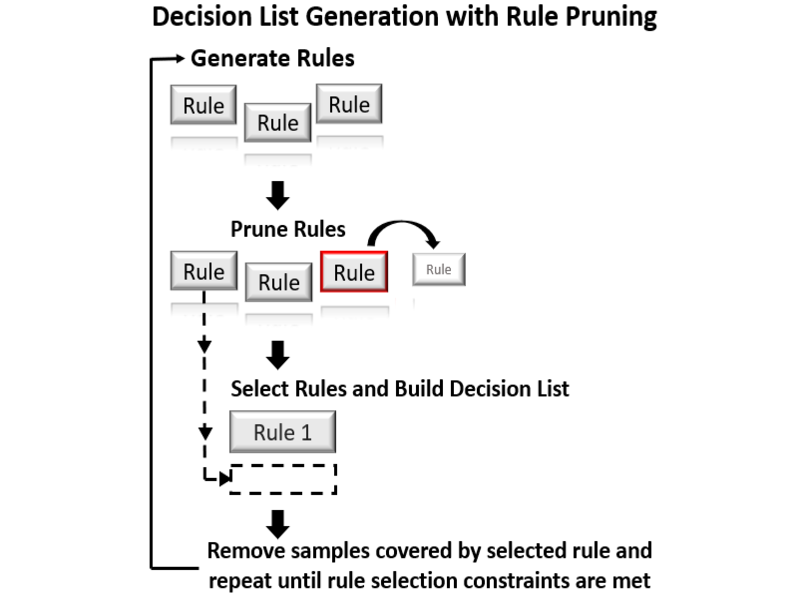 Decision List Generation with Rule Pruning
Generate Rules
Rule
Rule
Rule
Prune Rules
Rule
Rule
Rule
Rule
Select Rules and Build Decision List
Rule 1
Remove samples covered by selected rule and
repeat until rule selection constraints are met